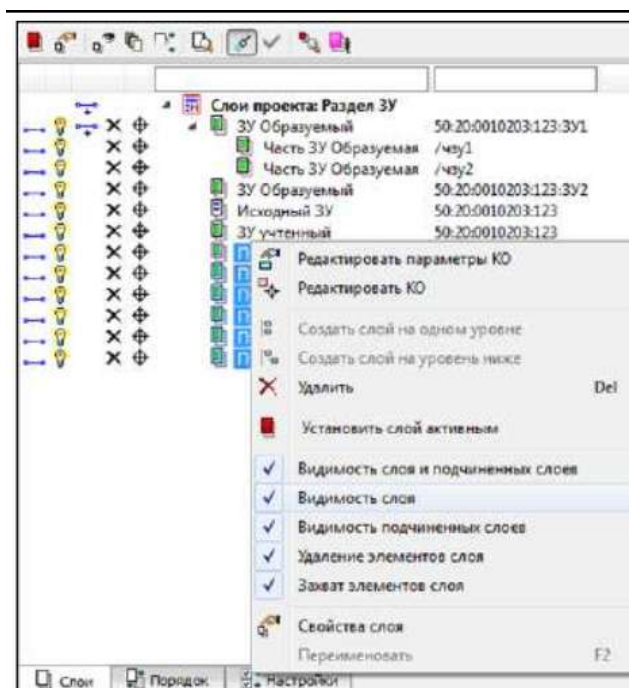 Слои проекта: Раздел ЗУ
ЗУ Образуемый 50:20:0010203:123:ЗУ1
Часть ЗУ Образуемая /чзу1
Часть ЗУ Образуемая /чзу2
ЗУ Образуемый 50:20:0010203:123:ЗУ2
Исходный ЗУ 50:20:0010203:123
ЗУ учтенный 50:20:0010203:123
П
П
П
П
П
П
Редактировать параметры КО
Редактировать КО
Создать слой на одном уровне
Создать слой на уровень ниже
Удалить Del
Установить слой активным
Видимость слоя и подчиненных слоев
Видимость слоя
Видимость подчиненных слоев
Удаление элементов слоя
Захват элементов слоя
Свойства слоя
Переименовать F2
Слои Порядок Настройки